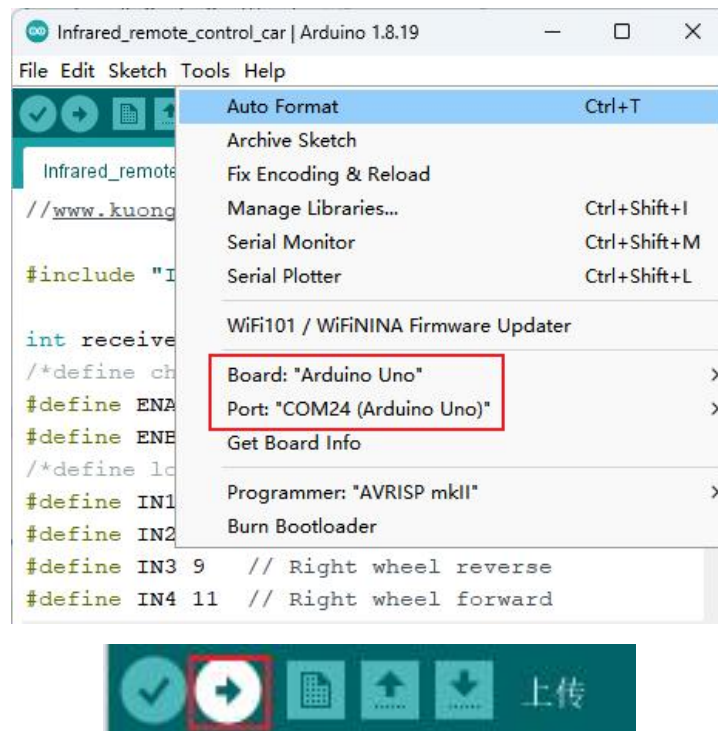 Infrared_remote_control_car | Arduino 1.8.19
File Edit Sketch Tools Help
Auto Format Ctrl+T
Archive Sketch
Infrared_remote
Fix Encoding & Reload
//www.kuong
Manage Libraries... Ctrl+Shift+I
Serial Monitor Ctrl+Shift+M
#include "I
Serial Plotter Ctrl+Shift+L
WiFi101 / WiFiNINA Firmware Updater
int receive
/*define ch
Board: "Arduino Uno"
#define ENA
Port: "COM24 (Arduino Uno)"
#define ENB
Get Board Info
/*define lo
#define IN1
Programmer: "AVRISP mkII"
#define IN2
Burn Bootloader
#define IN3 9 // Right wheel reverse
#define IN4 11 // Right wheel forward
上传